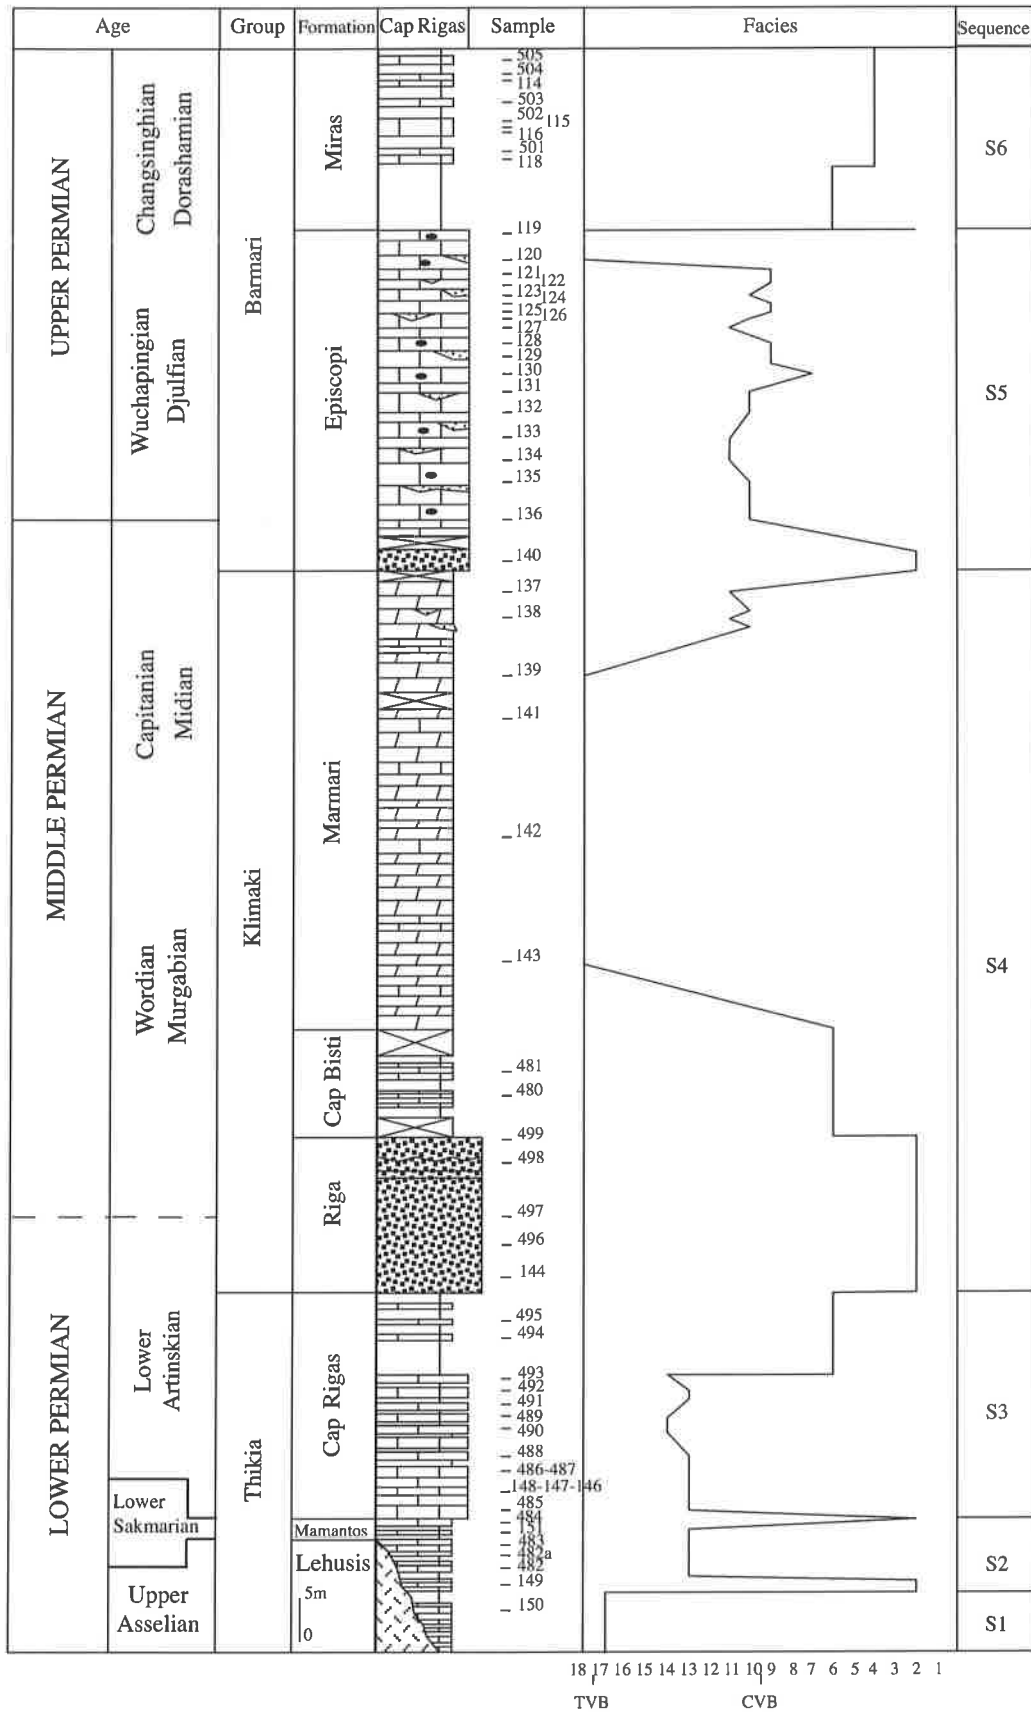 Age Group Formation Cap Rigas Sample Facies Sequence
UPPER PERMIAN
MIDDLE PERMIAN
LOWER PERMIAN
Changsinghian
Dorashamian
Wuchapingian
Djulfian
Capitanian
Midian
Wordian
Murgabian
Lower
Artinskian
Lower
Sakmarian
Upper
Asselian
Barmari
Klimaki
Thikia
Miras
Episcopi
Marmari
Cap Bisti
Riga
Cap Rigas
Mamantos
Lehusis
5m
0
505
504
114
503
502
115
116
501
118
119
120
121
122
123
124
125
126
127
128
129
130
131
132
133
134
135
136
140
137
138
139
141
142
143
481
480
499
498
497
496
144
495
494
493
492
491
489
490
488
486-487
148-147-146
485
484
151
483
482a
482
149
150
S6
S5
S4
S3
S2
S1
18 17 16 15 14 13 12 11 10 9 8 7 6 5 4 3 2 1
TVB CVB